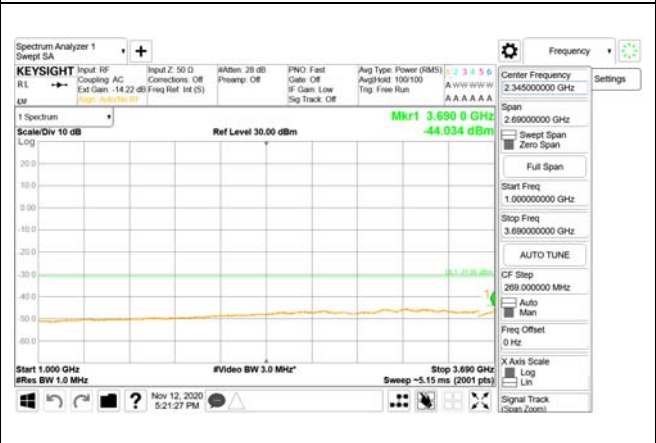 Spectrum Analyzer 1
Swept SA
+
Frequency
KEYSIGHT
RL
Input: RF
Coupling: AC
Ext Gain: -14.22 dB
Align: Auto/No RF
Input Z: 50 Ω
Corrections: Off
Freq Ref: Int (S)
#Atten: 28 dB
Preamp: Off
PNO: Fast
Gate: Off
IF Gain: Low
Sig Track: Off
Avg Type: Power (RMS)
Avg|Hold: 100/100
Trig: Free Run
1 2 3 4 5 6
A W W W W W
A A A A A A
1 Spectrum
Scale/Div 10 dB
Ref Level 30.00 dBm
Mkr1 3.690 0 GHz
-44.034 dBm
Log
20.0
10.0
0.00
-10.0
-20.0
-30.0
-40.0
-50.0
-60.0
1
Start 1.000 GHz
#Res BW 1.0 MHz
#Video BW 3.0 MHz*
Stop 3.690 GHz
Sweep ~5.15 ms (2001 pts)
Nov 12, 2020
5:21:27 PM
Center Frequency
2.345000000 GHz
Settings
Span
2.69000000 GHz
Swept Span
Zero Span
Full Span
Start Freq
1.000000000 GHz
Stop Freq
3.690000000 GHz
AUTO TUNE
CF Step
269.000000 MHz
Auto
Man
Freq Offset
0 Hz
X Axis Scale
Log
Lin
Signal Track
(Span Zoom)